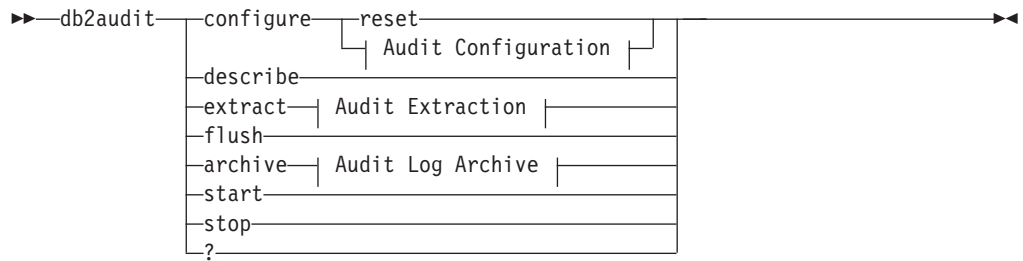 db2audit configure reset
Audit Configuration
describe
extract Audit Extraction
flush
archive Audit Log Archive
start
stop
?